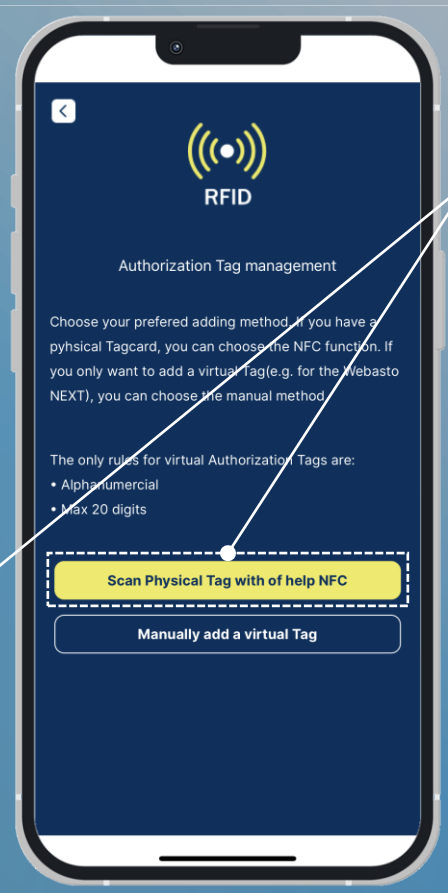 RFID
Authorization Tag management
Choose your prefered adding method. If you have a
pyhsical Tagcard, you can choose the NFC function. If
you only want to add a virtual Tag(e.g. for the Webasto
NEXT), you can choose the manual method.
The only rules for virtual Authorization Tags are:
• Alphanumercial
• Max 20 digits
Scan Physical Tag with of help NFC
Manually add a virtual Tag